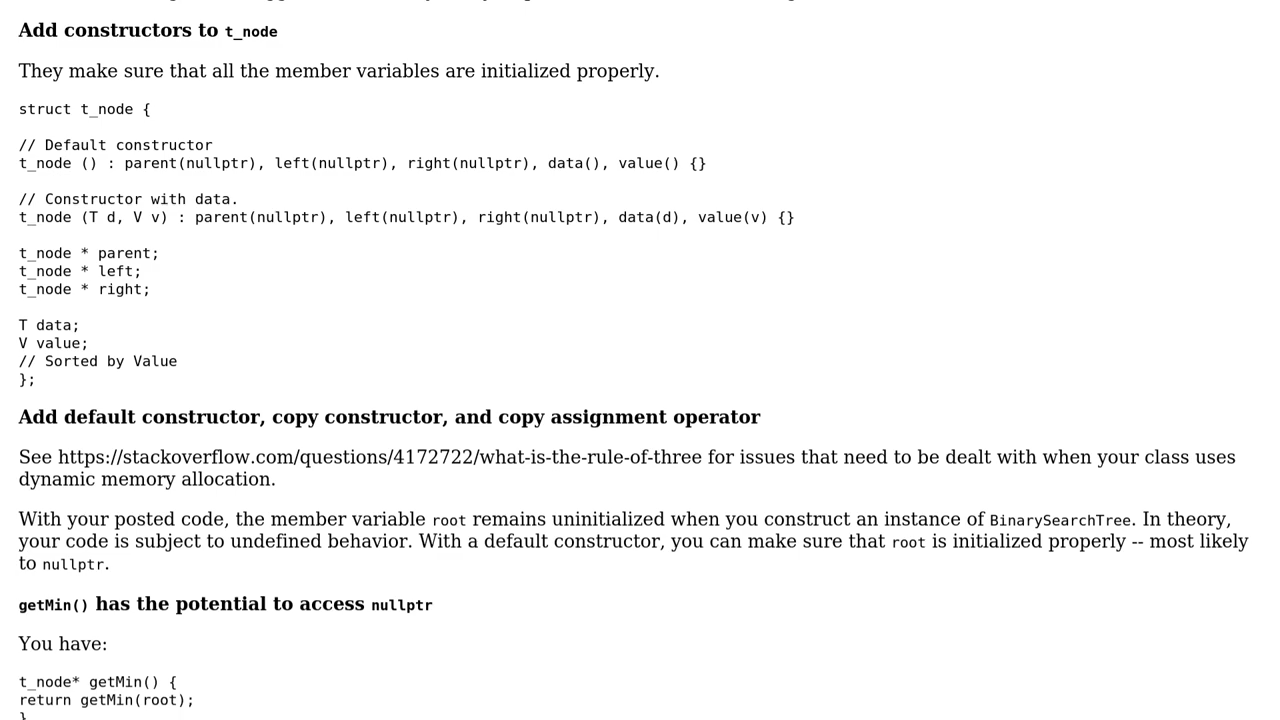 Add constructors to t_node
They make sure that all the member variables are initialized properly.
struct t_node {
// Default constructor
t_node () : parent(nullptr), left(nullptr), right(nullptr), data(), value() {}
// Constructor with data.
t_node (T d, V v) : parent(nullptr), left(nullptr), right(nullptr), data(d), value(v) {}
t_node * parent;
t_node * left;
t_node * right;
T data;
V value;
// Sorted by Value
};
Add default constructor, copy constructor, and copy assignment operator
See https://stackoverflow.com/questions/4172722/what-is-the-rule-of-three for issues that need to be dealt with when your class uses
dynamic memory allocation.
With your posted code, the member variable root remains uninitialized when you construct an instance of BinarySearchTree. In theory,
your code is subject to undefined behavior. With a default constructor, you can make sure that root is initialized properly -- most likely
to nullptr.
getMin() has the potential to access nullptr
You have:
t_node* getMin() {
return getMin(root);
}